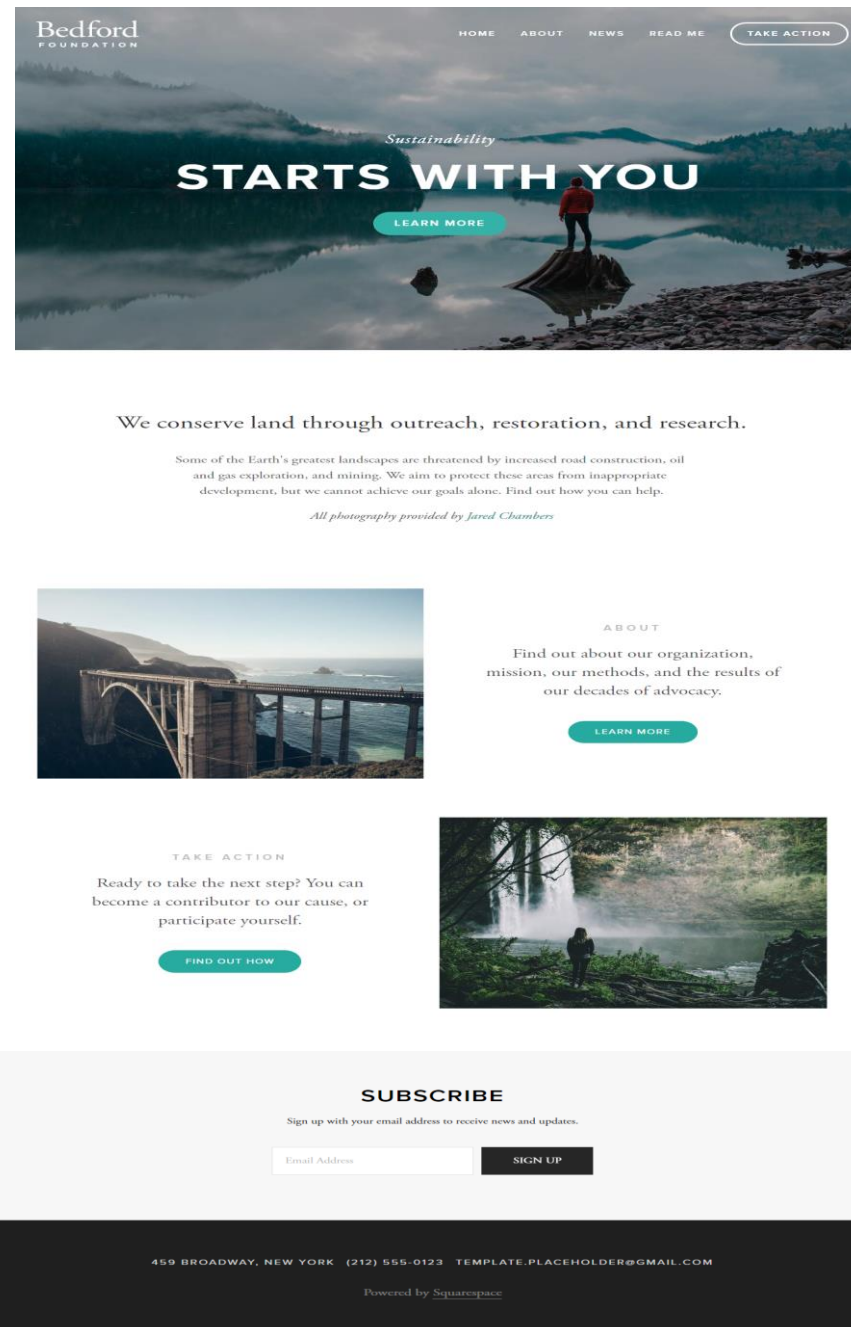 Bedford
FOUNDATION
HOME ABOUT NEWS READ ME TAKE ACTION
Sustainability
STARTS WITH YOU
LEARN MORE
We conserve land through outreach, restoration, and research.
Some of the Earth's greatest landscapes are threatened by increased road construction, oil
and gas exploration, and mining. We aim to protect these areas from inappropriate
development, but we cannot achieve our goals alone. Find out how you can help.
All photography provided by Jared Chambers
ABOUT
Find out about our organization,
mission, our methods, and the results of
our decades of advocacy.
LEARN MORE
TAKE ACTION
Ready to take the next step? You can
become a contributor to our cause, or
participate yourself.
FIND OUT HOW
SUBSCRIBE
Sign up with your email address to receive news and updates.
Email Address
SIGN UP
459 BROADWAY, NEW YORK (212) 555-0123 TEMPLATE.PLACEHOLDER@GMAIL.COM
Powered by Squarespace